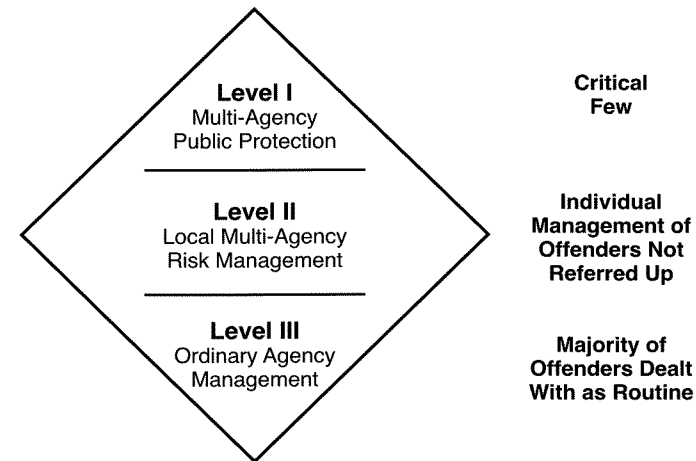 Level I
Multi-Agency
Public Protection
Critical
Few
Level II
Local Multi-Agency
Risk Management
Individual
Management of
Offenders Not
Referred Up
Level III
Ordinary Agency
Management
Majority of
Offenders Dealt
With as Routine